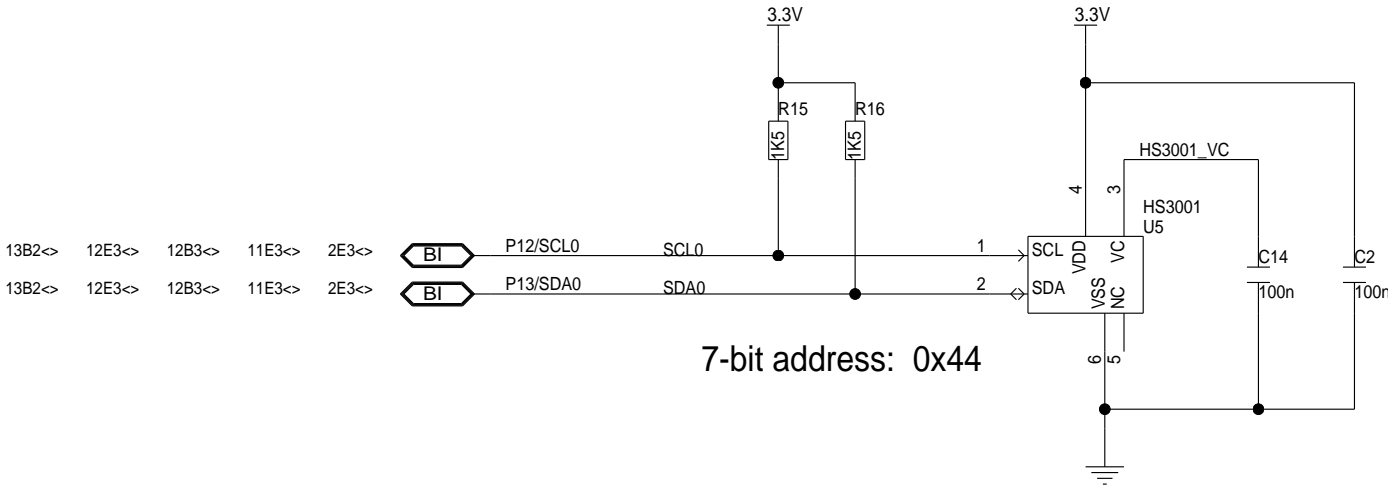 3.3V 3.3V
R15 R16
1K5 1K5
HS3001_VC
4 3
HS3001
U5
13B2<> 12E3<> 12B3<> 11E3<> 2E3<> BI P12/SCL0 SCL0 1 SCL VDD VC C14 C2
13B2<> 12E3<> 12B3<> 11E3<> 2E3<> BI P13/SDA0 SDA0 2 SDA VSS NC 100n 100n
7-bit address: 0x44
6 5